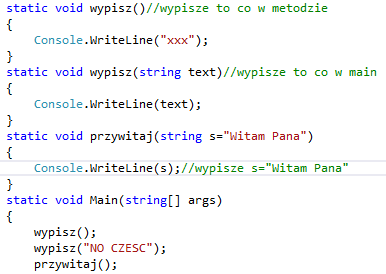 static void wypisz()//wypisze to co w metodzie
{
Console.WriteLine("xxx");
}
static void wypisz(string text)//wypisze to co w main
{
Console.WriteLine(text);
}
static void przywitaj(string s="Witam Pana")
{
Console.WriteLine(s);//wypisze s="Witam Pana"
}
static void Main(string[] args)
{
wypisz();
wypisz("NO CZESC");
przywitaj();